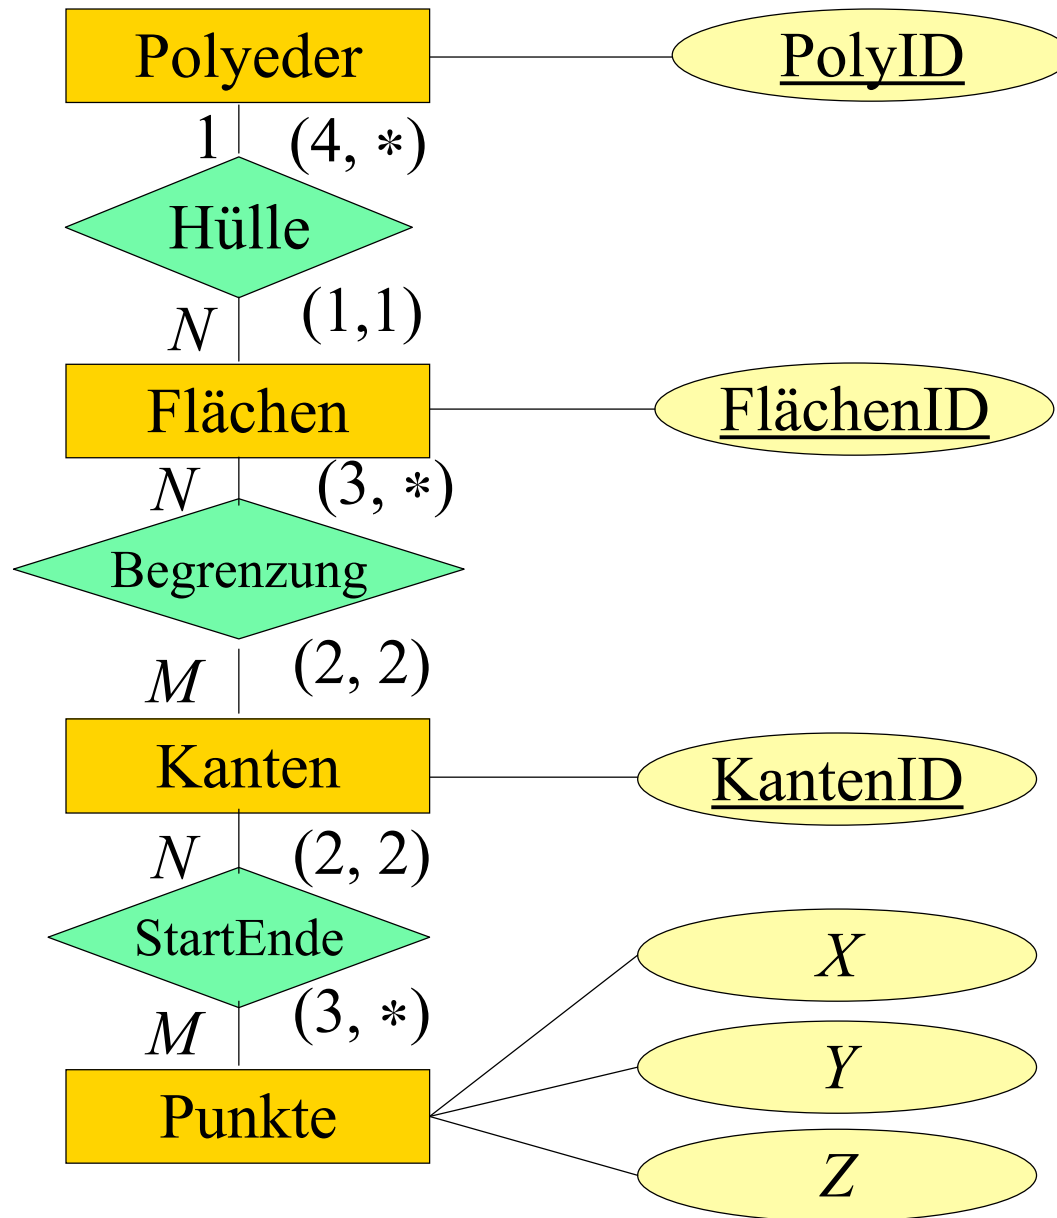 Polyeder
PolyID
1 (4, *)
Hülle
N (1,1)
Flächen
FlächenID
N (3, *)
Begrenzung
M (2, 2)
Kanten
KantenID
N (2, 2)
StartEnde
X
M (3, *)
Y
Punkte
Z